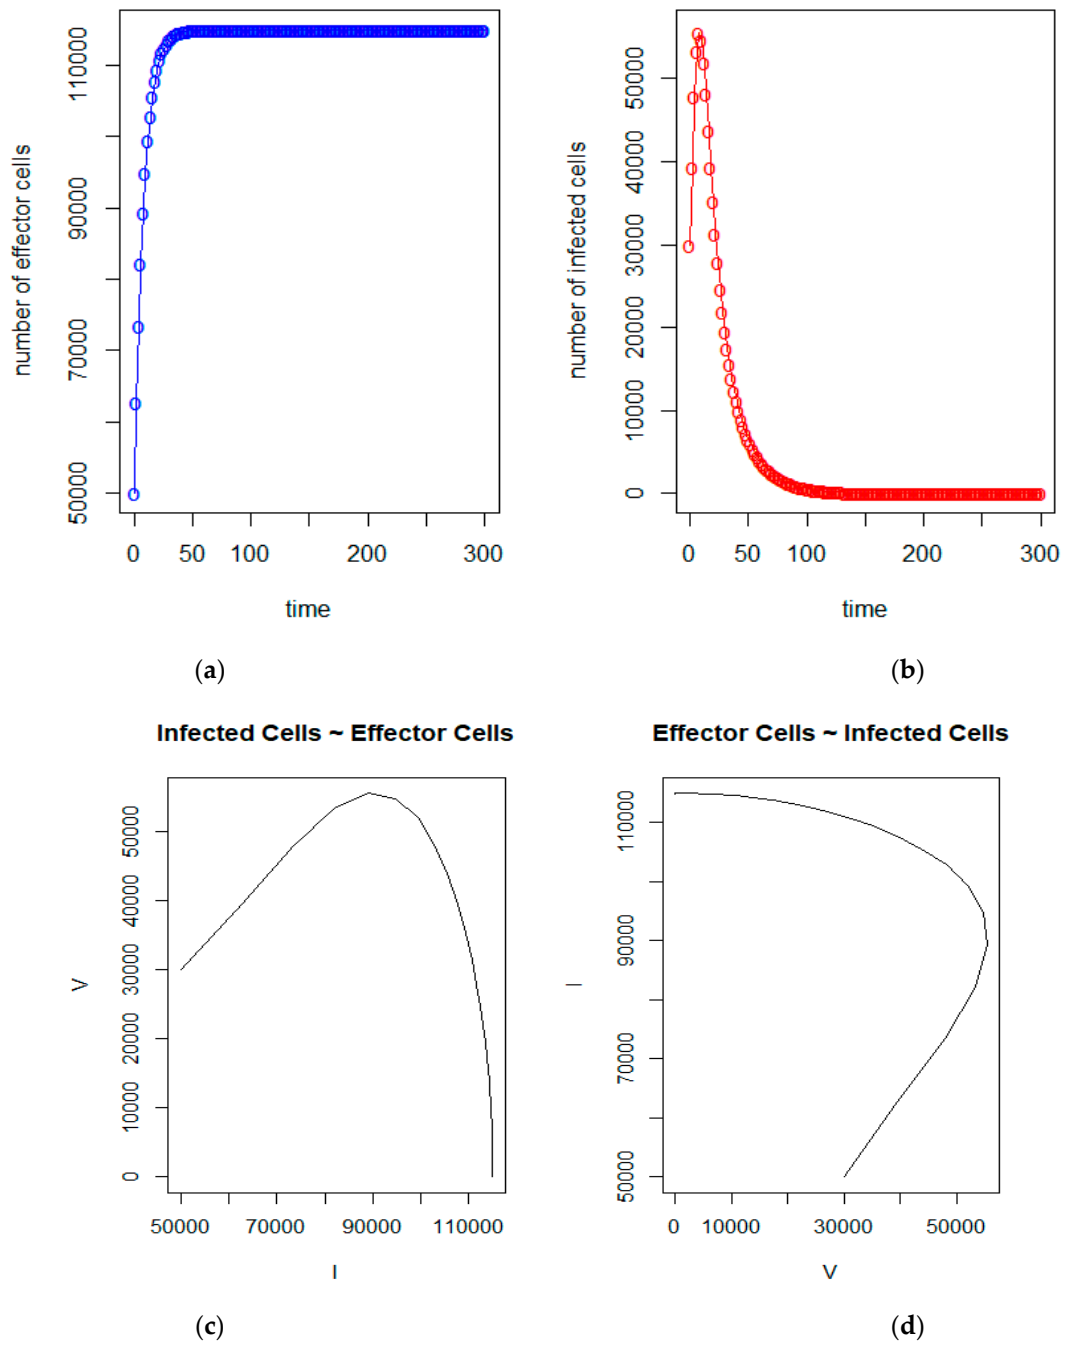 number of effector cells
50000 70000 90000 110000
0 50 100 200 300
time
(a)
number of infected cells
0 10000 20000 30000 40000 50000
0 50 100 200 300
time
(b)
Infected Cells ~ Effector Cells
V
0 10000 20000 30000 40000 50000
50000 70000 90000 110000
I
(c)
Effector Cells ~ Infected Cells
I
50000 70000 90000 110000
0 10000 30000 50000
V
(d)